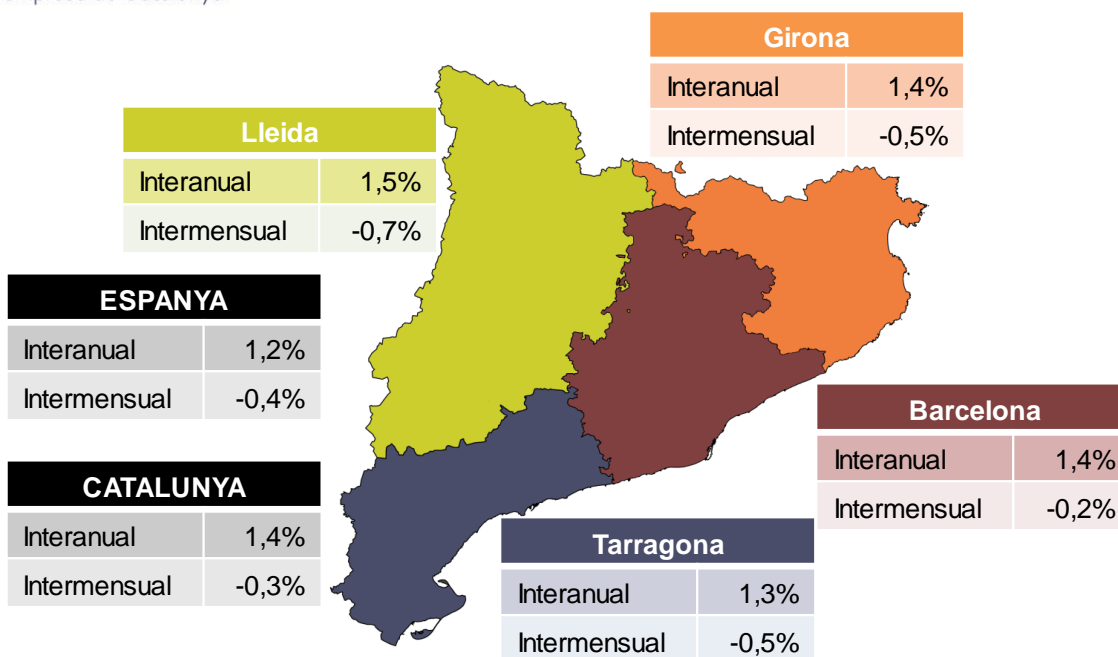 Girona
Interanual 1,4%
Intermensual -0,5%
Lleida
Interanual 1,5%
Intermensual -0,7%
ESPANYA
Interanual 1,2%
Intermensual -0,4%
Barcelona
Interanual 1,4%
Intermensual -0,2%
CATALUNYA
Interanual 1,4%
Intermensual -0,3%
Tarragona
Interanual 1,3%
Intermensual -0,5%